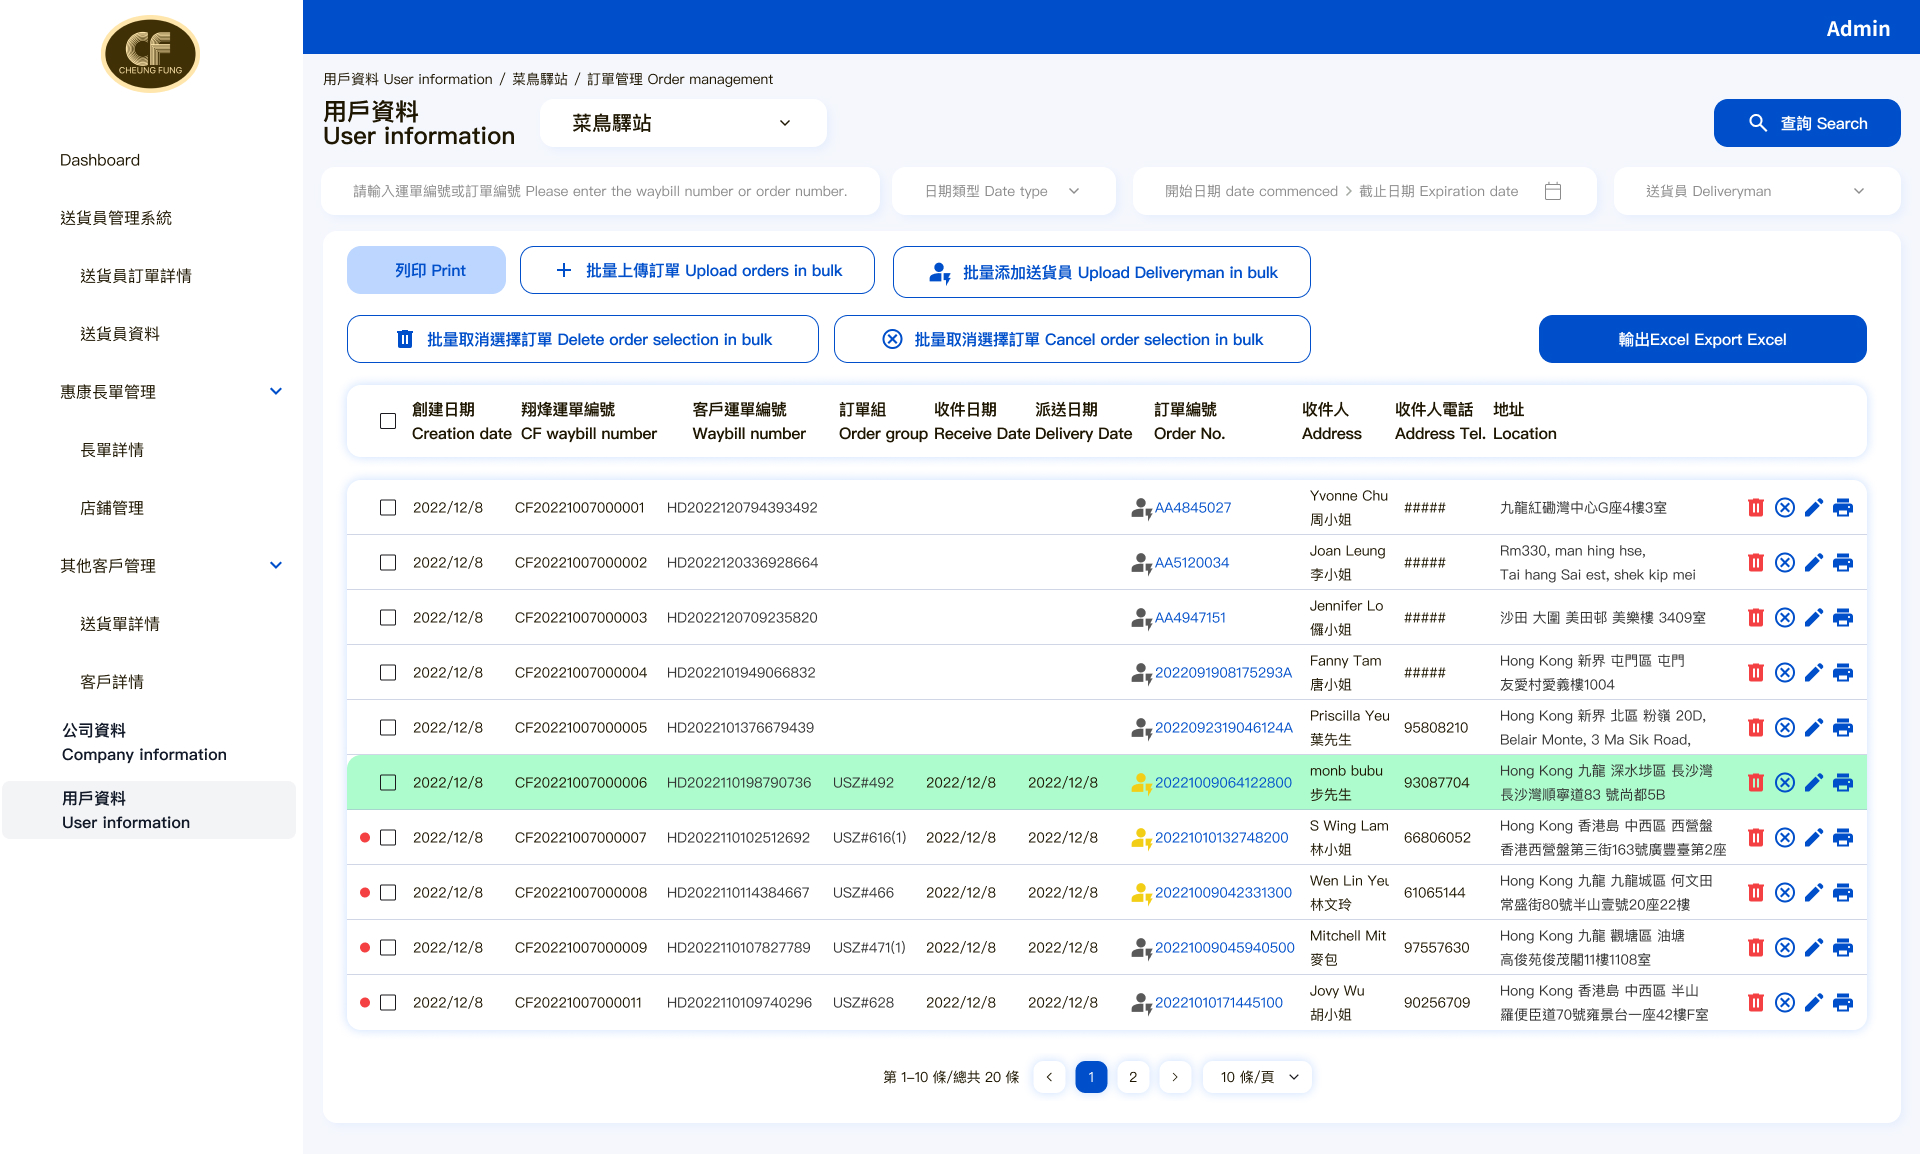 CF
CHEUNG FUNG
Admin
Dashboard
送貨員管理系統
送貨員訂單詳情
送貨員資料
惠康長單管理
長單詳情
店鋪管理
其他客戶管理
送貨單詳情
客戶詳情
公司資料
Company information
用戶資料
User information
用戶資料 User information / 菜鳥驛站 / 訂單管理 Order management
用戶資料
User information
菜鳥驛站
查詢 Search
請輸入運單編號或訂單編號 Please enter the waybill number or order number.
日期類型 Date type
開始日期 date commenced > 截止日期 Expiration date
送貨員 Deliveryman
列印 Print
批量上傳訂單 Upload orders in bulk
批量添加送貨員 Upload Deliveryman in bulk
批量取消選擇訂單 Delete order selection in bulk
批量取消選擇訂單 Cancel order selection in bulk
輸出Excel Export Excel
創建日期 翔烽運單編號 客戶運單編號 訂單組 收件日期 派送日期 訂單編號 收件人 收件人電話 地址
Creation date CF waybill number Waybill number Order group Receive Date Delivery Date Order No. Address Address Tel. Location
2022/12/8 CF20221007000001 HD2022120794393492 AA4845027 Yvonne Chu 周小姐 ##### 九龍紅磡灣中心G座4樓3室
2022/12/8 CF20221007000002 HD2022120336928664 AA5120034 Joan Leung 李小姐 ##### Rm330, man hing hse, Tai hang Sai est, shek kip mei
2022/12/8 CF20221007000003 HD2022120709235820 AA4947151 Jennifer Lo 儸小姐 ##### 沙田 大圍 美田邨 美樂樓 3409室
2022/12/8 CF20221007000004 HD2022101949066832 2022091908175293A Fanny Tam 唐小姐 ##### Hong Kong 新界 屯門區 屯門 友愛村愛義樓1004
2022/12/8 CF20221007000005 HD2022101376679439 2022092319046124A Priscilla Yeu 葉先生 95808210 Hong Kong 新界 北區 粉嶺 20D, Belair Monte, 3 Ma Sik Road,
2022/12/8 CF20221007000006 HD2022110198790736 USZ#492 2022/12/8 2022/12/8 20221009064122800 monb bubu 步先生 93087704 Hong Kong 九龍 深水埗區 長沙灣 長沙灣順寧道83 號尚都5B
2022/12/8 CF20221007000007 HD2022110102512692 USZ#616(1) 2022/12/8 2022/12/8 20221010132748200 S Wing Lam 林小姐 66806052 Hong Kong 香港島 中西區 西營盤 香港西營盤第三街163號廣豐臺第2座
2022/12/8 CF20221007000008 HD2022110114384667 USZ#466 2022/12/8 2022/12/8 20221009042331300 Wen Lin Yeu 林文玲 61065144 Hong Kong 九龍 九龍城區 何文田 常盛街80號半山壹號20座22樓
2022/12/8 CF20221007000009 HD2022110107827789 USZ#471(1) 2022/12/8 2022/12/8 20221009045940500 Mitchell Mit 麥包 97557630 Hong Kong 九龍 觀塘區 油塘 高俊苑俊茂閣11樓1108室
2022/12/8 CF20221007000011 HD2022110109740296 USZ#628 2022/12/8 2022/12/8 20221010171445100 Jovy Wu 胡小姐 90256709 Hong Kong 香港島 中西區 半山 羅便臣道70號雍景台一座42樓F室
第 1–10 條/總共 20 條 < 1 2 > 10 條/頁